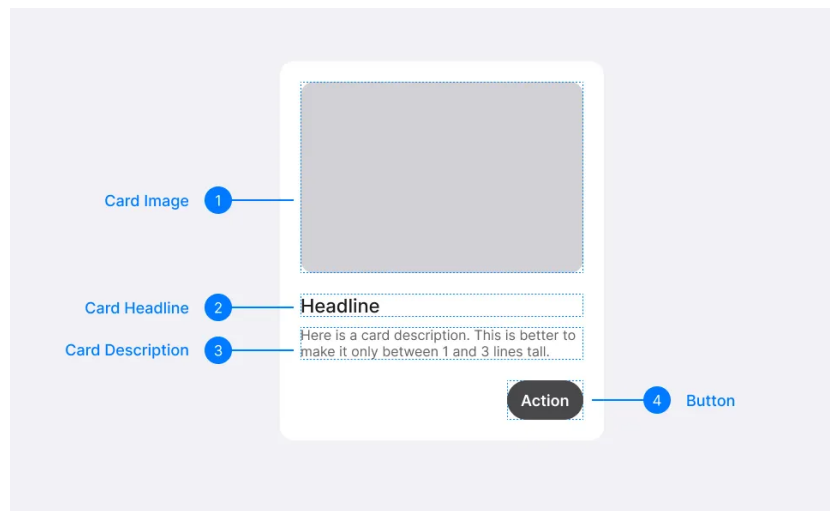 Card Image 1
Card Headline 2
Headline
Card Description 3
Here is a card description. This is better to
make it only between 1 and 3 lines tall.
Action
4 Button